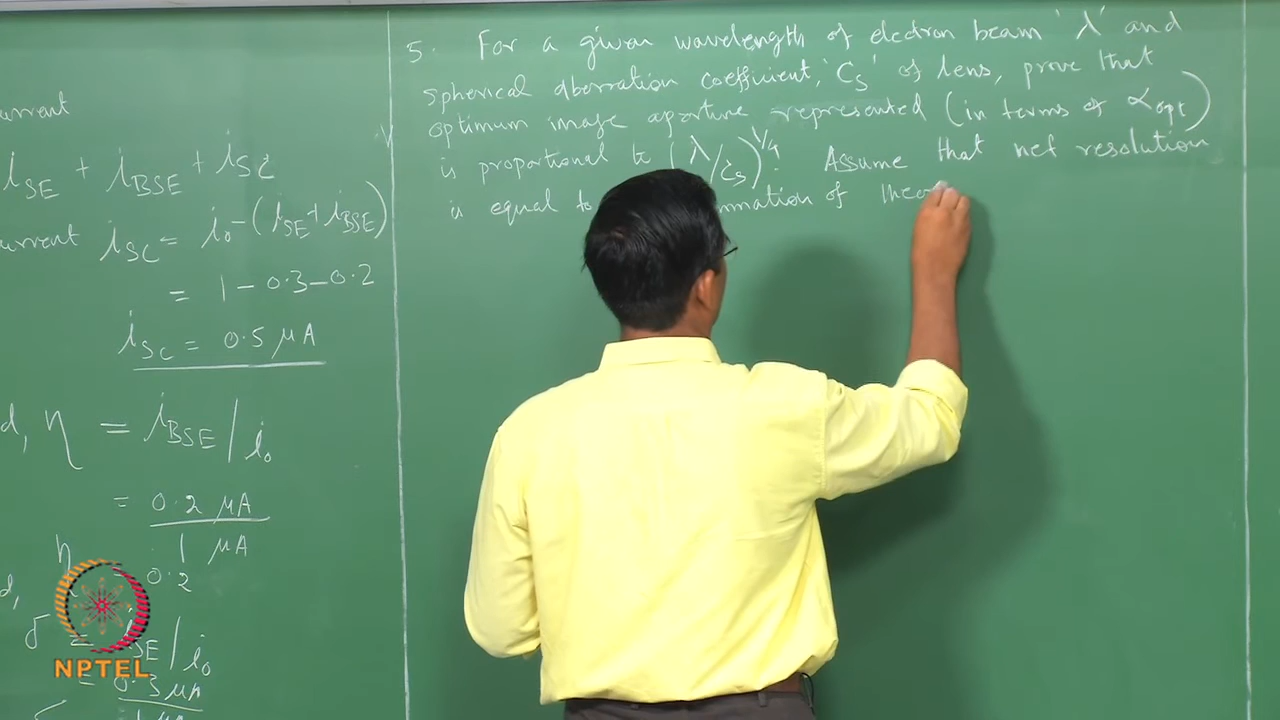 urrent
iSE + iBSE + iSC
urrent iSC = i0 - (iSE + iBSE)
= 1 - 0.3 - 0.2
iSC = 0.5 μA
d, η = iBSE / i0
= 0.2 μA
1 μA
η 0.2
d,
δ = iSE / i0
= 0.3 μA
5. For a given wavelength of electron beam 'λ' and
spherical aberration coefficient, 'Cs' of lens, prove that
optimum image aperture represented (in terms of αopt)
is proportional to (λ/Cs)^1/4! Assume that net resolution
is equal to mmation of theo
NPTEL